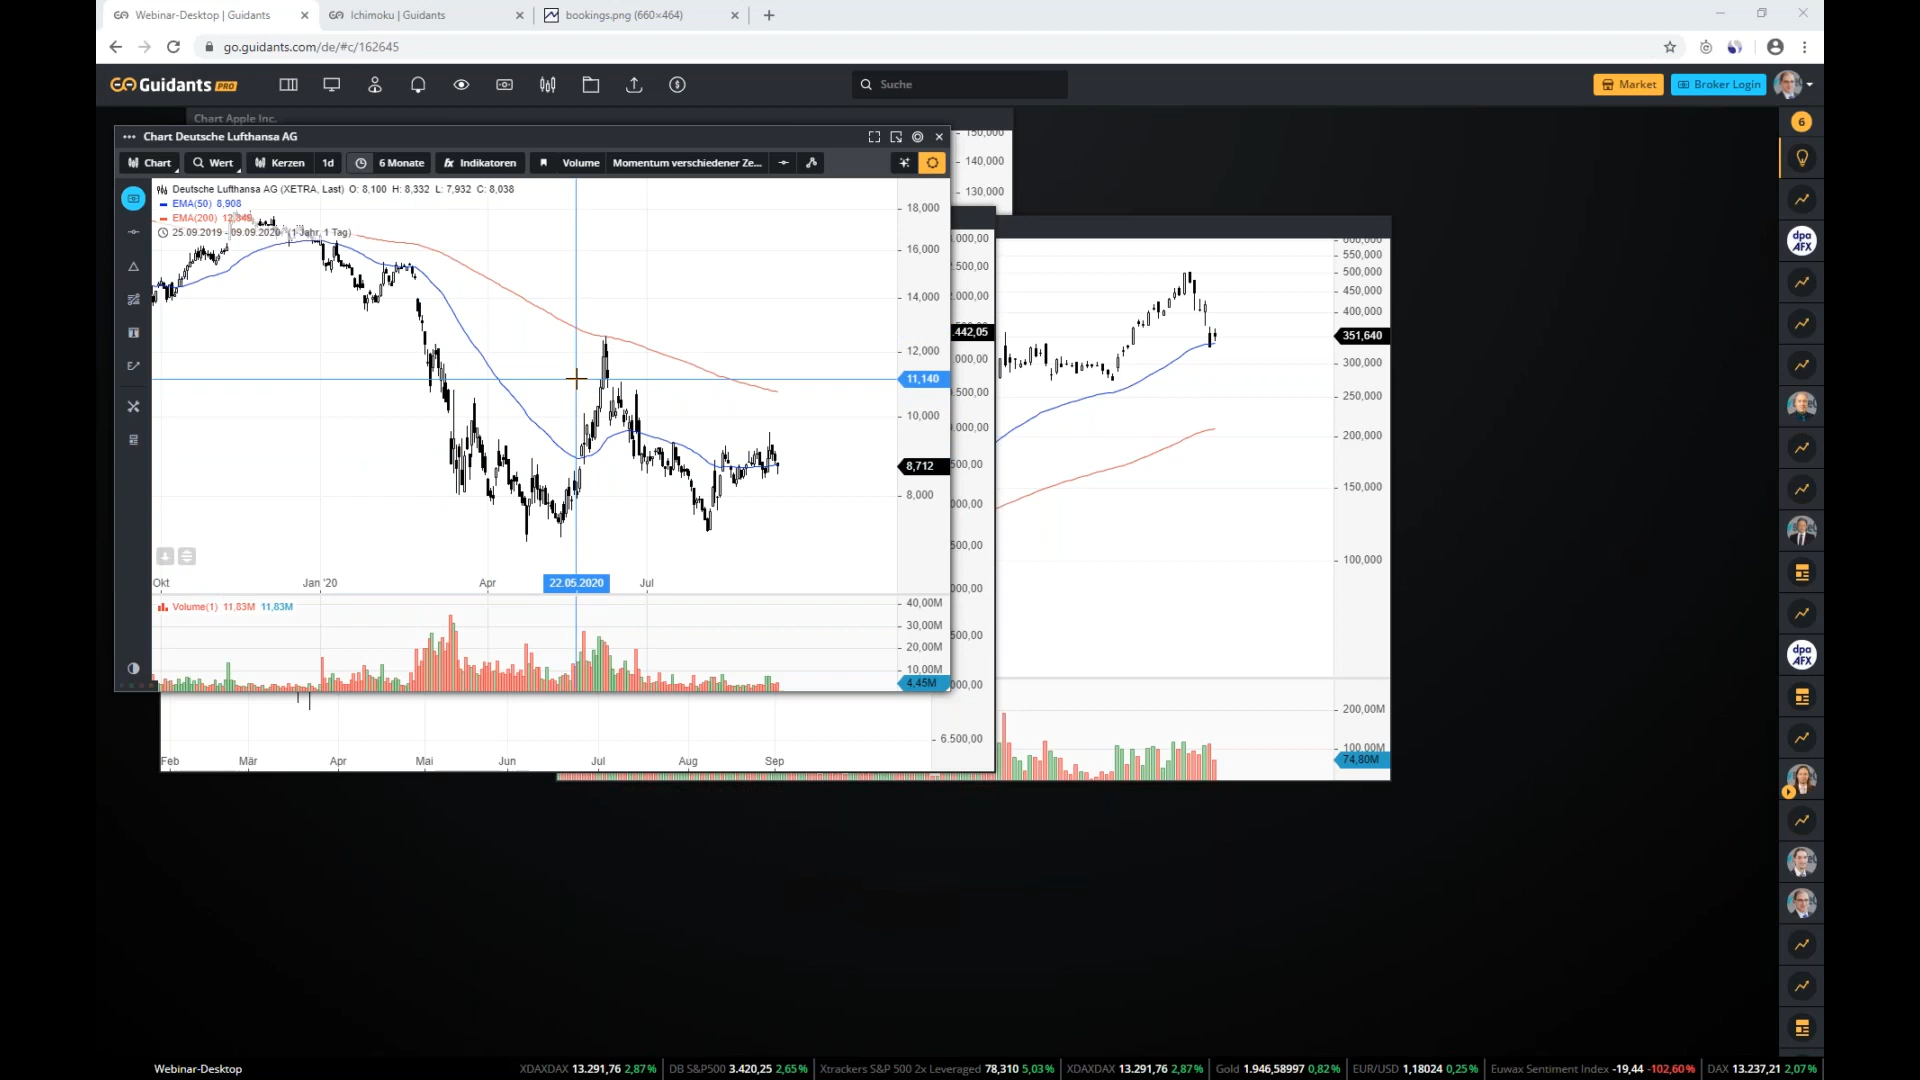 Webinar-Desktop | Guidants
Ichimoku | Guidants
bookings.png (660×464)
go.guidants.com/de/#c/162645
Guidants PRO
Suche
Market
Broker Login
6
Chart Apple Inc.
Chart Deutsche Lufthansa AG
Chart
Wert
Kerzen
1d
6 Monate
fx Indikatoren
Volume
Momentum verschiedener Ze...
Deutsche Lufthansa AG (XETRA, Last) O: 8,100 H: 8,332 L: 7,932 C: 8,038
EMA(50) 8,908
EMA(200) 12,349
25.09.2019 - 09.09.2020 (1 Jahr, 1 Tag)
18,000
16,000
14,000
12,000
11,140
10,000
8,712
8,000
Okt
Jan '20
Apr
22.05.2020
Jul
Volume(1) 11,83M 11,83M
40,00M
30,00M
20,00M
10,00M
4,45M
150,000
140,000
130,000
442,05
6.500,00
Feb
Mär
Apr
Mai
Jun
Jul
Aug
Sep
600,000
550,000
500,000
450,000
400,000
351,640
300,000
250,000
200,000
150,000
100,000
200,00M
100,00M
74,80M
dpa AFX
dpa AFX
Webinar-Desktop
XDAXDAX 13.291,76 2,87%
DB S&P500 3.420,25 2,65%
Xtrackers S&P 500 2x Leveraged 78,310 5,03%
XDAXDAX 13.291,76 2,87%
Gold 1.946,58997 0,82%
EUR/USD 1,18024 0,25%
Euwax Sentiment Index -19,44 -102,60%
DAX 13.237,21 2,07%